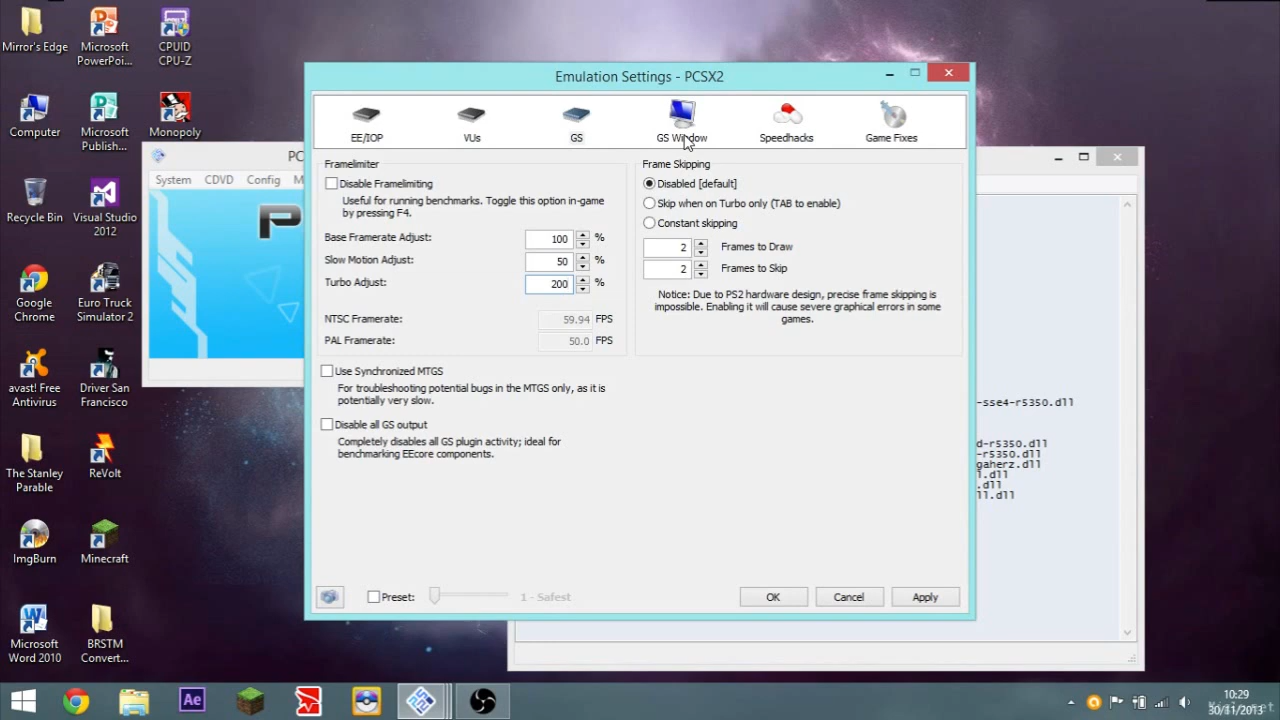 Mirror's Edge
Microsoft PowerPoi...
CPUID CPU-Z
Computer
Microsoft Publish...
Monopoly
Recycle Bin
Visual Studio 2012
Google Chrome
Euro Truck Simulator 2
avast! Free Antivirus
Driver San Francisco
The Stanley Parable
ReVolt
ImgBurn
Minecraft
Microsoft Word 2010
BRSTM Convert...
PC
System CDVD Config M
P
Emulation Settings - PCSX2
EE/IOP VUs GS GS Window Speedhacks Game Fixes
Framelimiter
Disable Framelimiting
Useful for running benchmarks. Toggle this option in-game
by pressing F4.
Base Framerate Adjust: 100 %
Slow Motion Adjust: 50 %
Turbo Adjust: 200 %
NTSC Framerate: 59.94 FPS
PAL Framerate: 50.0 FPS
Use Synchronized MTGS
For troubleshooting potential bugs in the MTGS only, as it is
potentially very slow.
Disable all GS output
Completely disables all GS plugin activity; ideal for
benchmarking EEcore components.
Frame Skipping
Disabled [default]
Skip when on Turbo only (TAB to enable)
Constant skipping
2 Frames to Draw
2 Frames to Skip
Notice: Due to PS2 hardware design, precise frame skipping is
impossible. Enabling it will cause severe graphical errors in some
games.
Preset: 1 - Safest OK Cancel Apply
-sse4-r5350.dll
d-r5350.dll
-r5350.dll
gaherz.dll
l.dll
.dll
ll.dll
Ae
10:29
30/11/2013